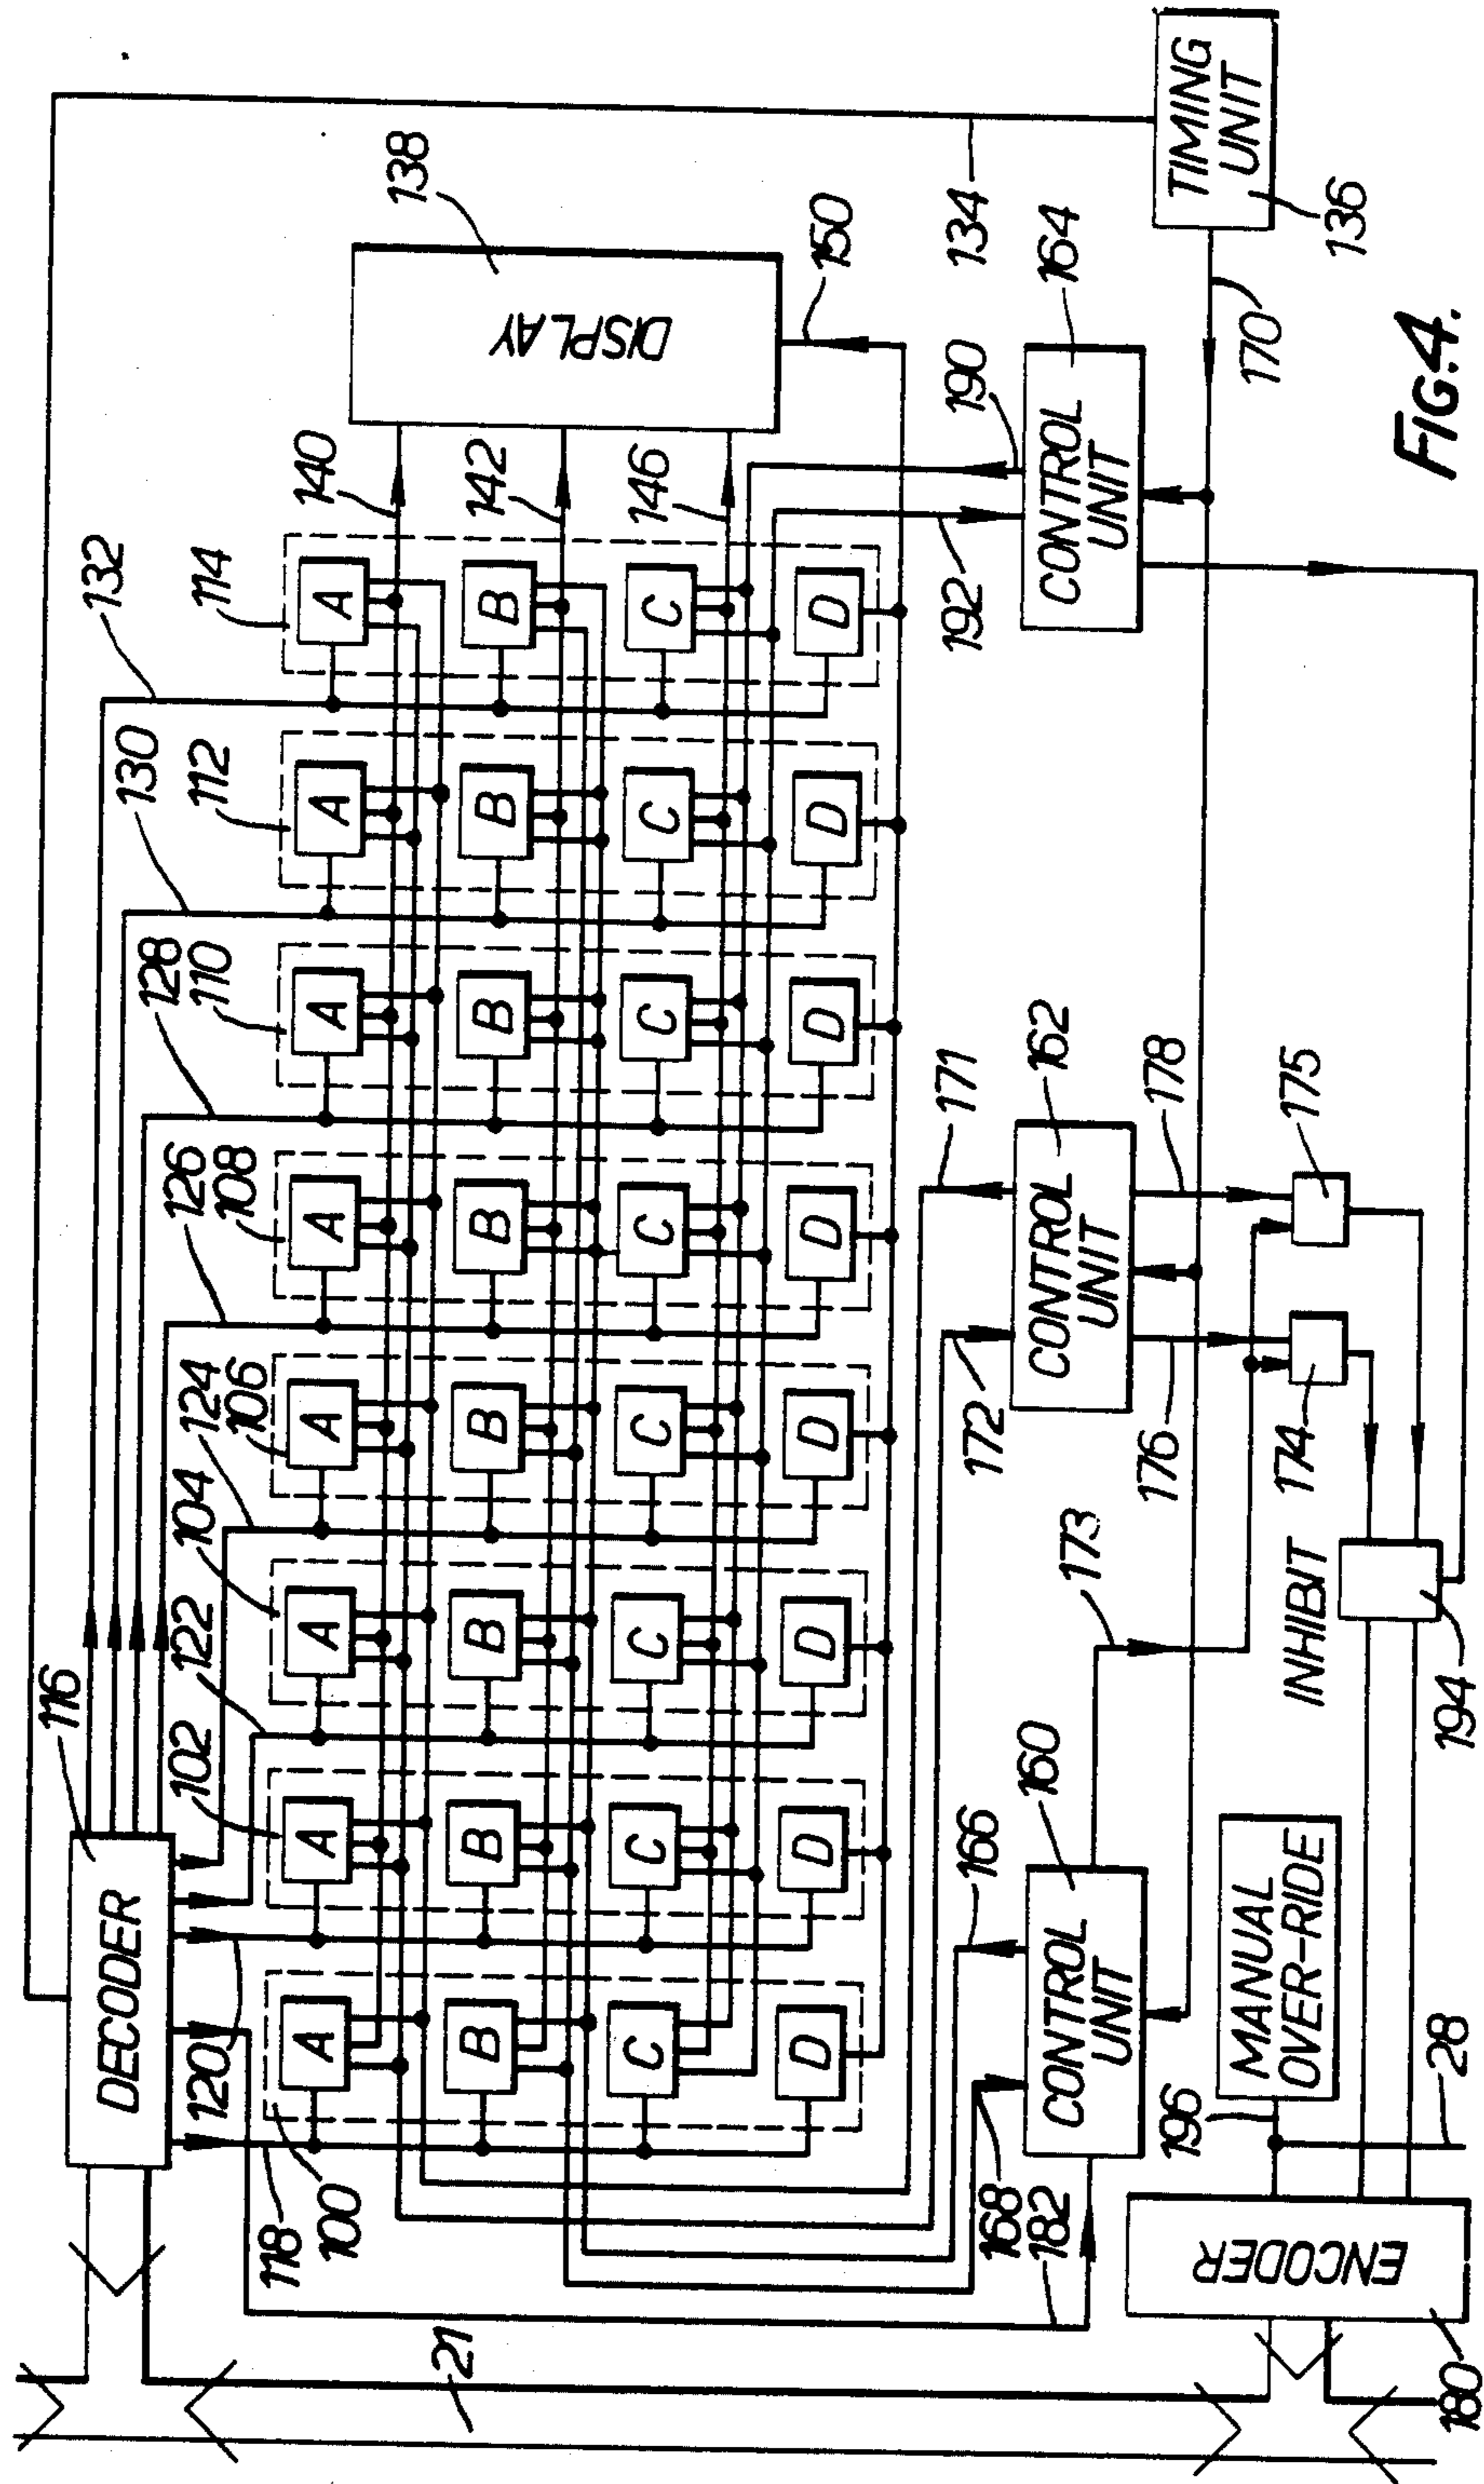 116
DECODER
120
118
100
102
122
104
124
106
126
108
128
110
130
112
132
114
A
A
A
A
A
A
A
A
B
B
B
B
B
B
B
B
C
C
C
C
C
C
C
C
D
D
D
D
D
D
D
D
140
142
146
138
DISPLAY
150
134
21
168
182
166
160
CONTROL
UNIT
173
172
171
162
CONTROL
UNIT
176
178
192
190
164
CONTROL
UNIT
170
TIMING
UNIT
136
174
175
INHIBIT
194
MANUAL
OVER-RIDE
196
28
ENCODER
180
FIG.4.